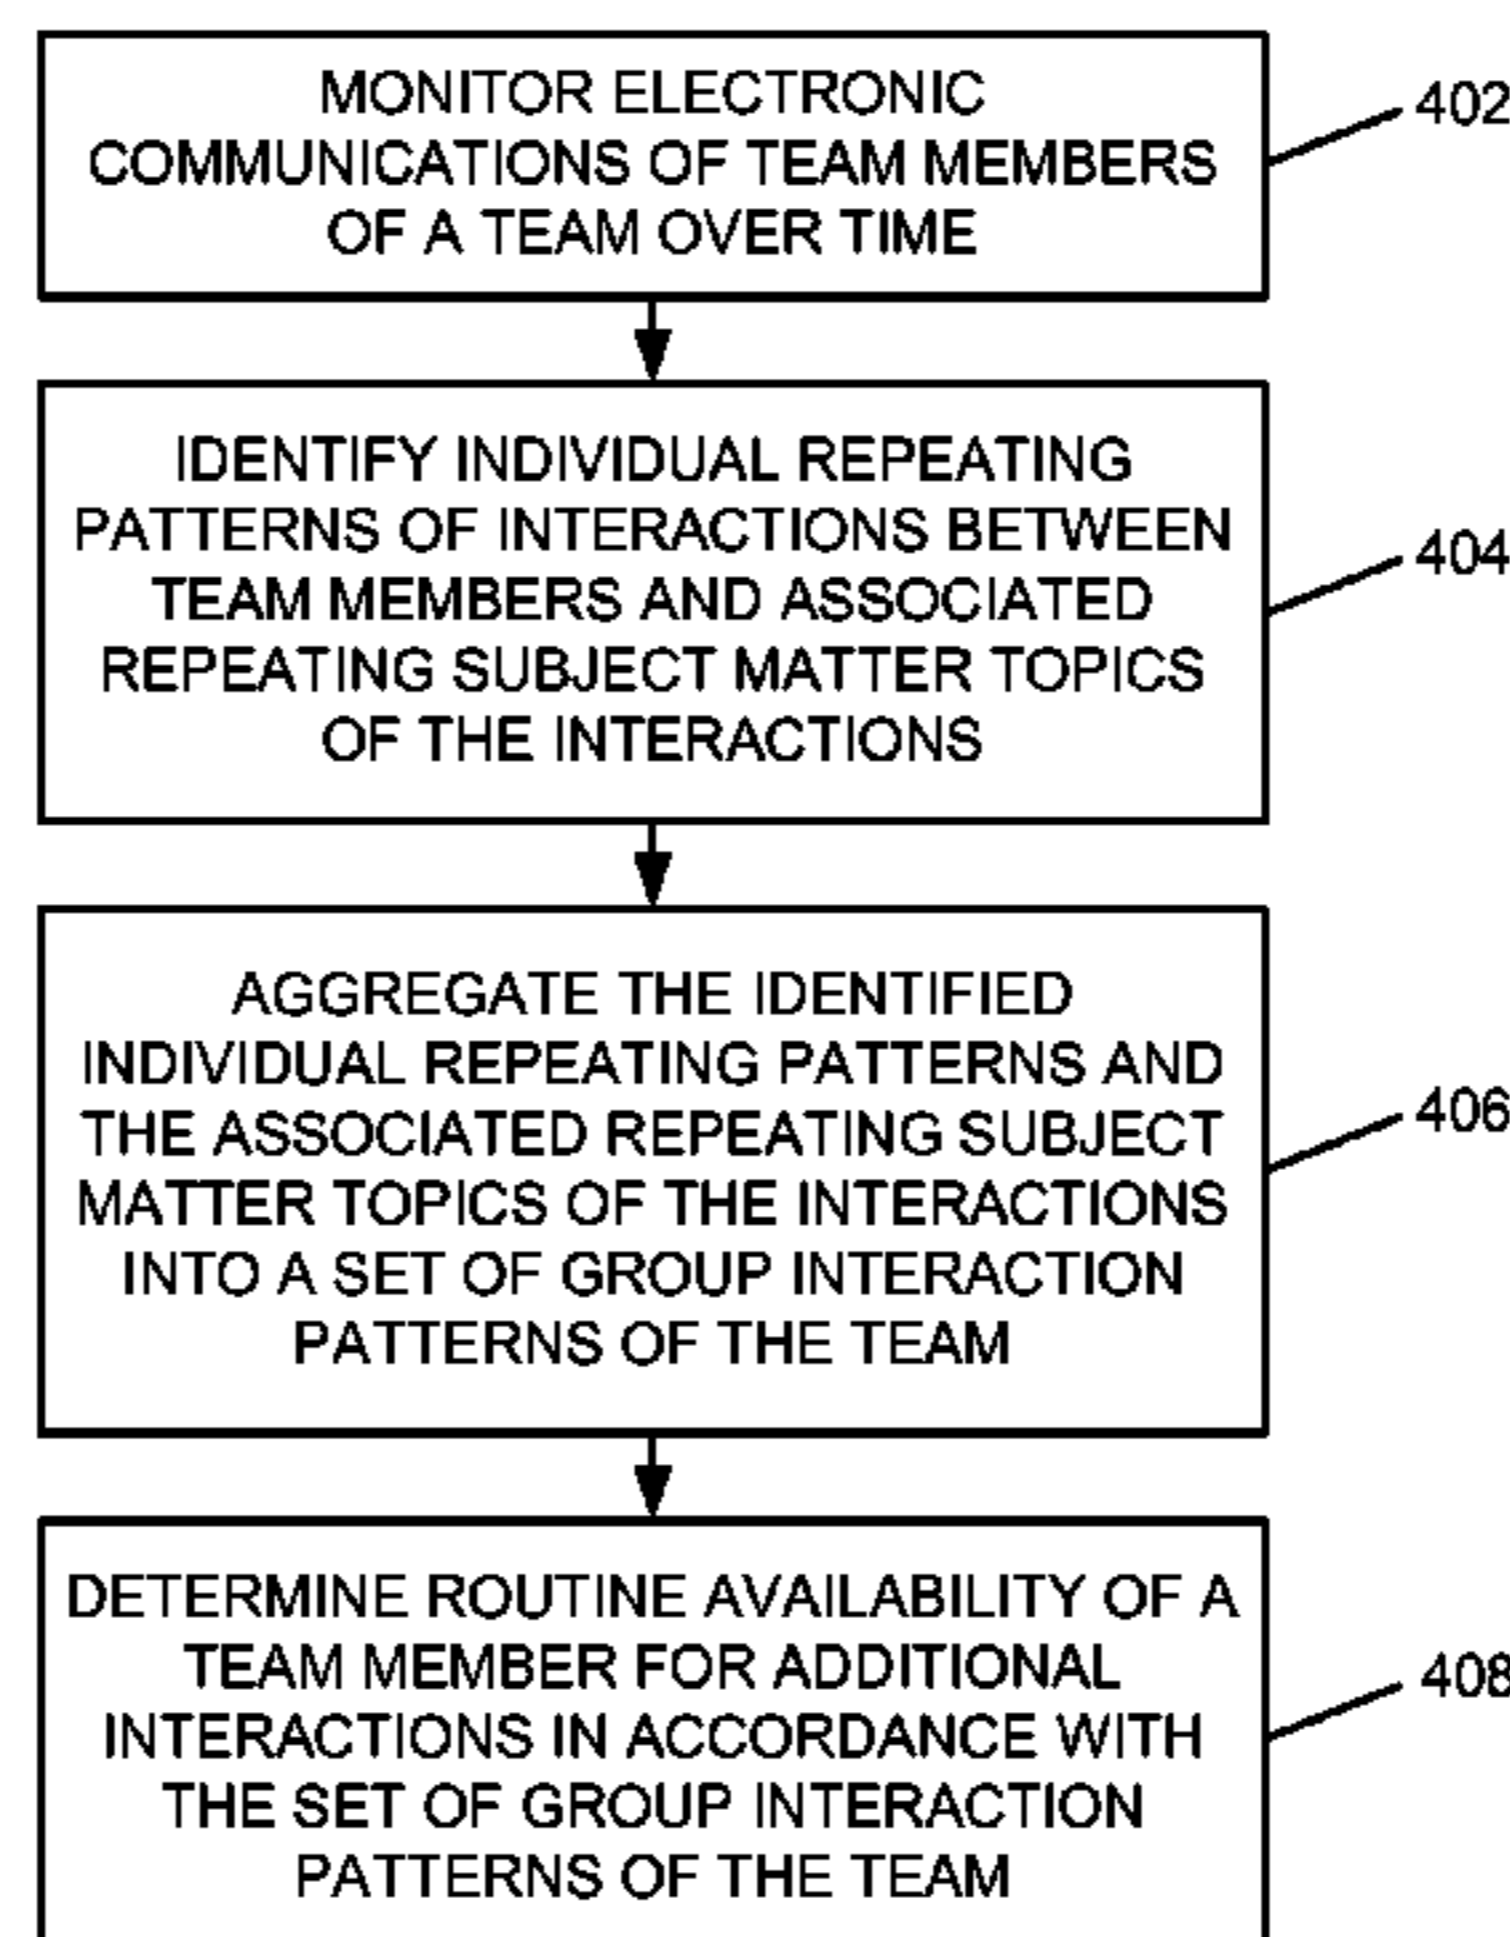 MONITOR ELECTRONIC
COMMUNICATIONS OF TEAM MEMBERS
OF A TEAM OVER TIME
402
IDENTIFY INDIVIDUAL REPEATING
PATTERNS OF INTERACTIONS BETWEEN
TEAM MEMBERS AND ASSOCIATED
REPEATING SUBJECT MATTER TOPICS
OF THE INTERACTIONS
404
AGGREGATE THE IDENTIFIED
INDIVIDUAL REPEATING PATTERNS AND
THE ASSOCIATED REPEATING SUBJECT
MATTER TOPICS OF THE INTERACTIONS
INTO A SET OF GROUP INTERACTION
PATTERNS OF THE TEAM
406
DETERMINE ROUTINE AVAILABILITY OF A
TEAM MEMBER FOR ADDITIONAL
INTERACTIONS IN ACCORDANCE WITH
THE SET OF GROUP INTERACTION
PATTERNS OF THE TEAM
408